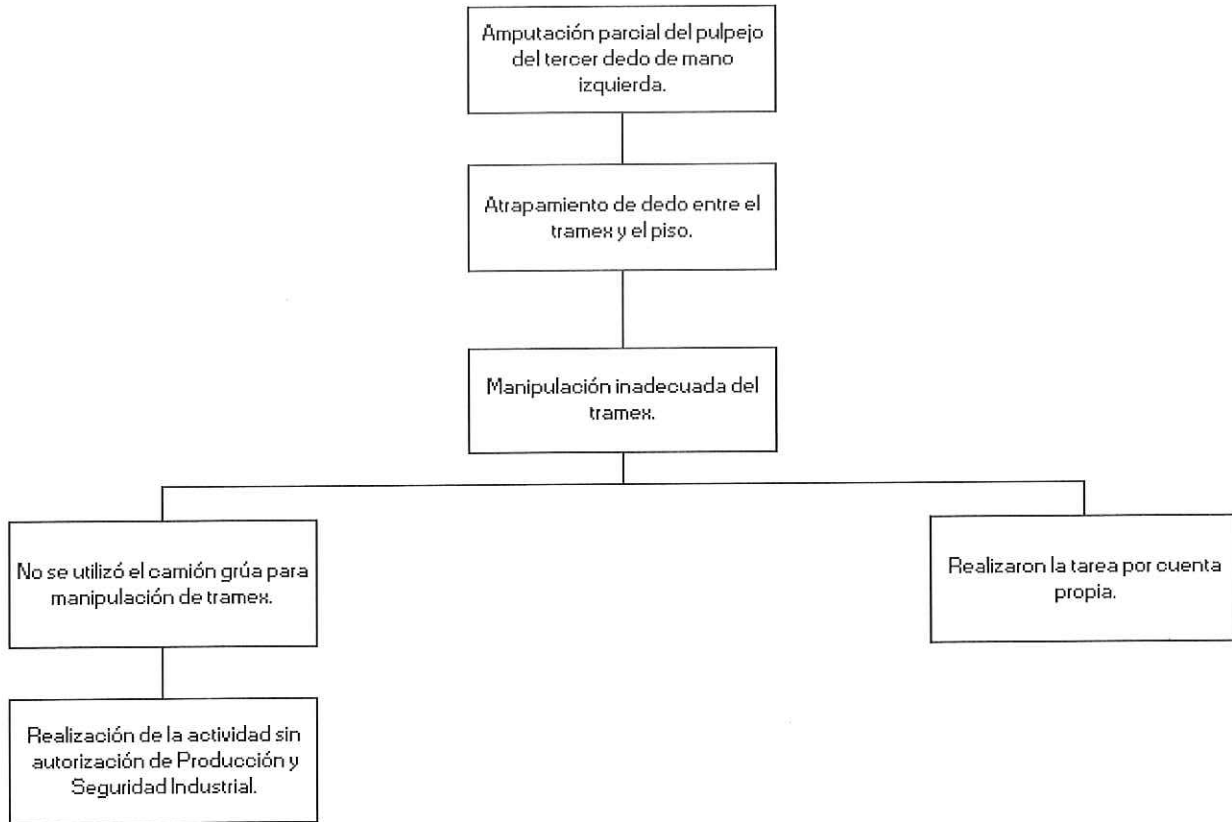 Amputación parcial del pulpejo
del tercer dedo de mano
izquierda.
Atrapamiento de dedo entre el
tramex y el piso.
Manipulación inadecuada del
tramex.
No se utilizó el camión grúa para
manipulación de tramex.
Realizaron la tarea por cuenta
propia.
Realización de la actividad sin
autorización de Producción y
Seguridad Industrial.